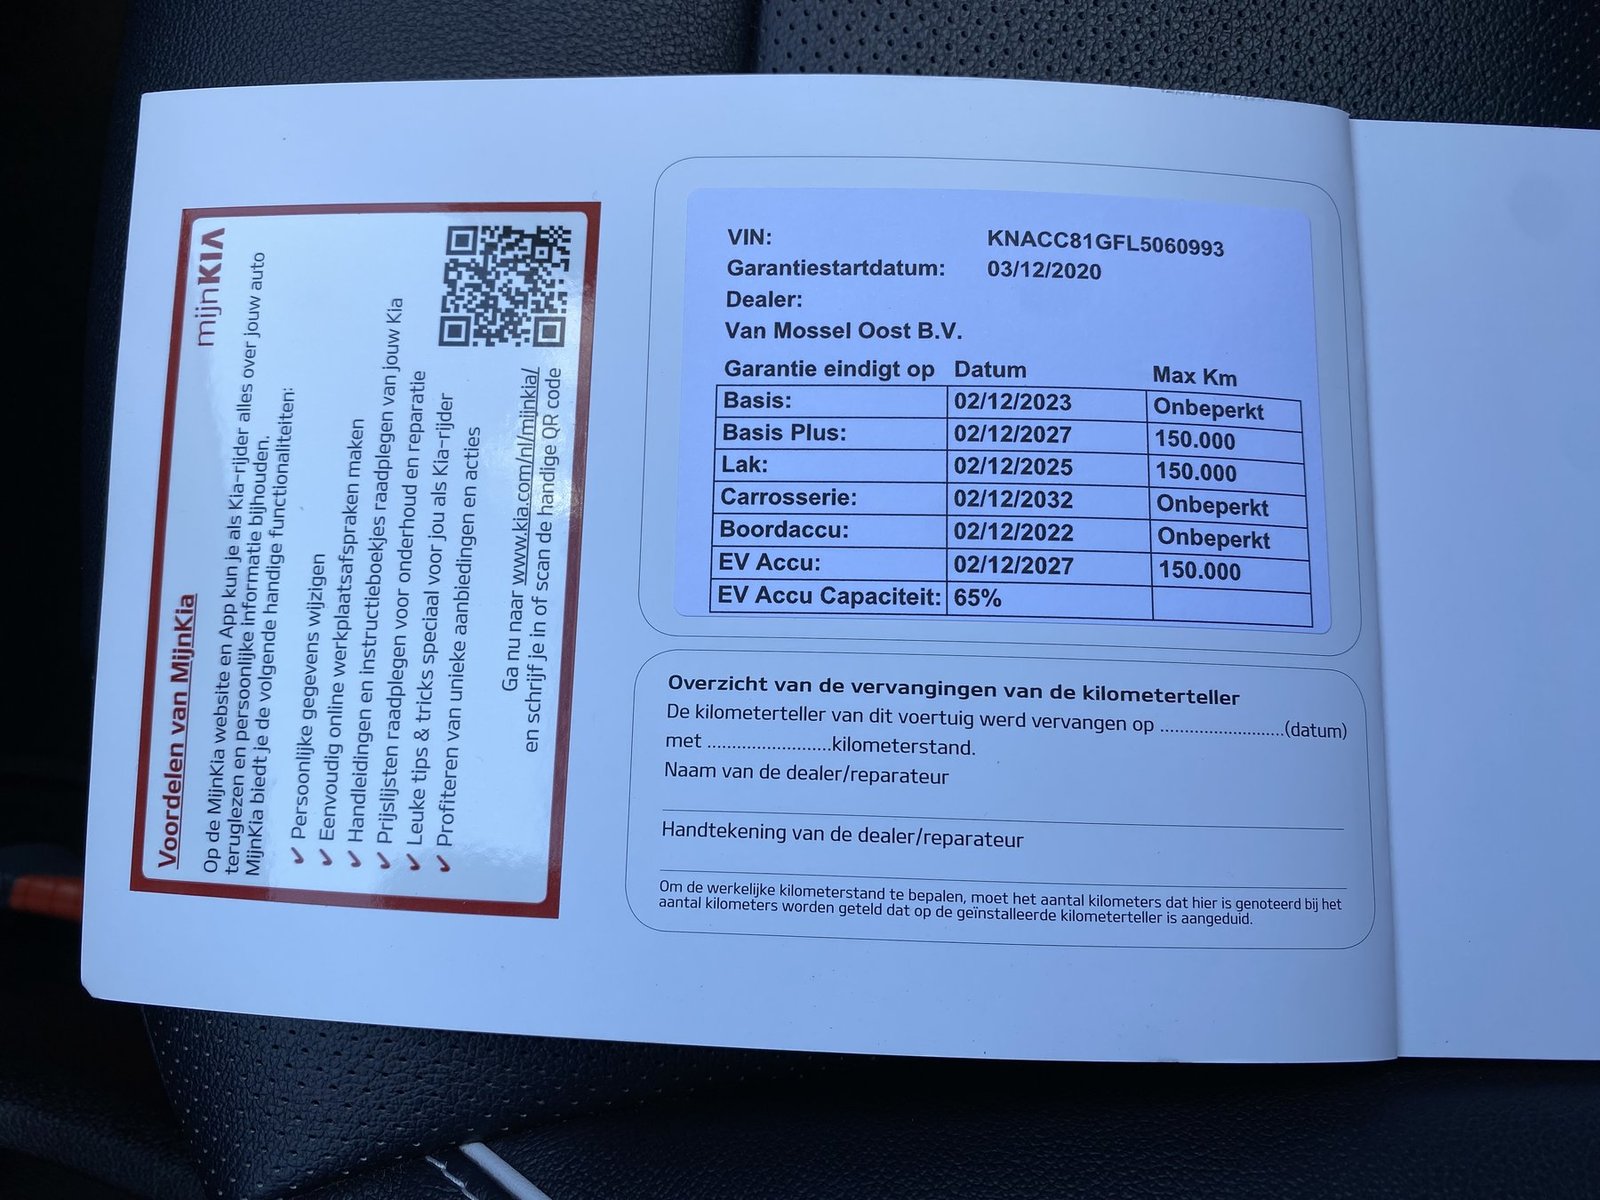 mijnKIA
Voordelen van MijnKia
Op de MijnKia website en App kun je als Kia-rijder alles over jouw auto
teruglezen en persoonlijke informatie bijhouden.
MijnKia biedt je de volgende handige functionaliteiten:
✓ Persoonlijke gegevens wijzigen
✓ Eenvoudig online werkplaatsafspraken maken
✓ Handleidingen en instructieboekjes raadplegen van jouw Kia
✓ Prijslijsten raadplegen voor onderhoud en reparatie
✓ Leuke tips & tricks speciaal voor jou als Kia-rijder
✓ Profiteren van unieke aanbiedingen en acties
Ga nu naar www.kia.com/nl/mijnkia/
en schrijf je in of scan de handige QR code
VIN: KNACC81GFL5060993
Garantiestartdatum: 03/12/2020
Dealer:
Van Mossel Oost B.V.
Garantie eindigt op Datum Max Km
Basis: 02/12/2023 Onbeperkt
Basis Plus: 02/12/2027 150.000
Lak: 02/12/2025 150.000
Carrosserie: 02/12/2032 Onbeperkt
Boordaccu: 02/12/2022 Onbeperkt
EV Accu: 02/12/2027 150.000
EV Accu Capaciteit: 65%
Overzicht van de vervangingen van de kilometerteller
De kilometerteller van dit voertuig werd vervangen op .........................(datum)
met .........................kilometerstand.
Naam van de dealer/reparateur
Handtekening van de dealer/reparateur
Om de werkelijke kilometerstand te bepalen, moet het aantal kilometers dat hier is genoteerd bij het
aantal kilometers worden geteld dat op de geïnstalleerde kilometerteller is aangeduid.